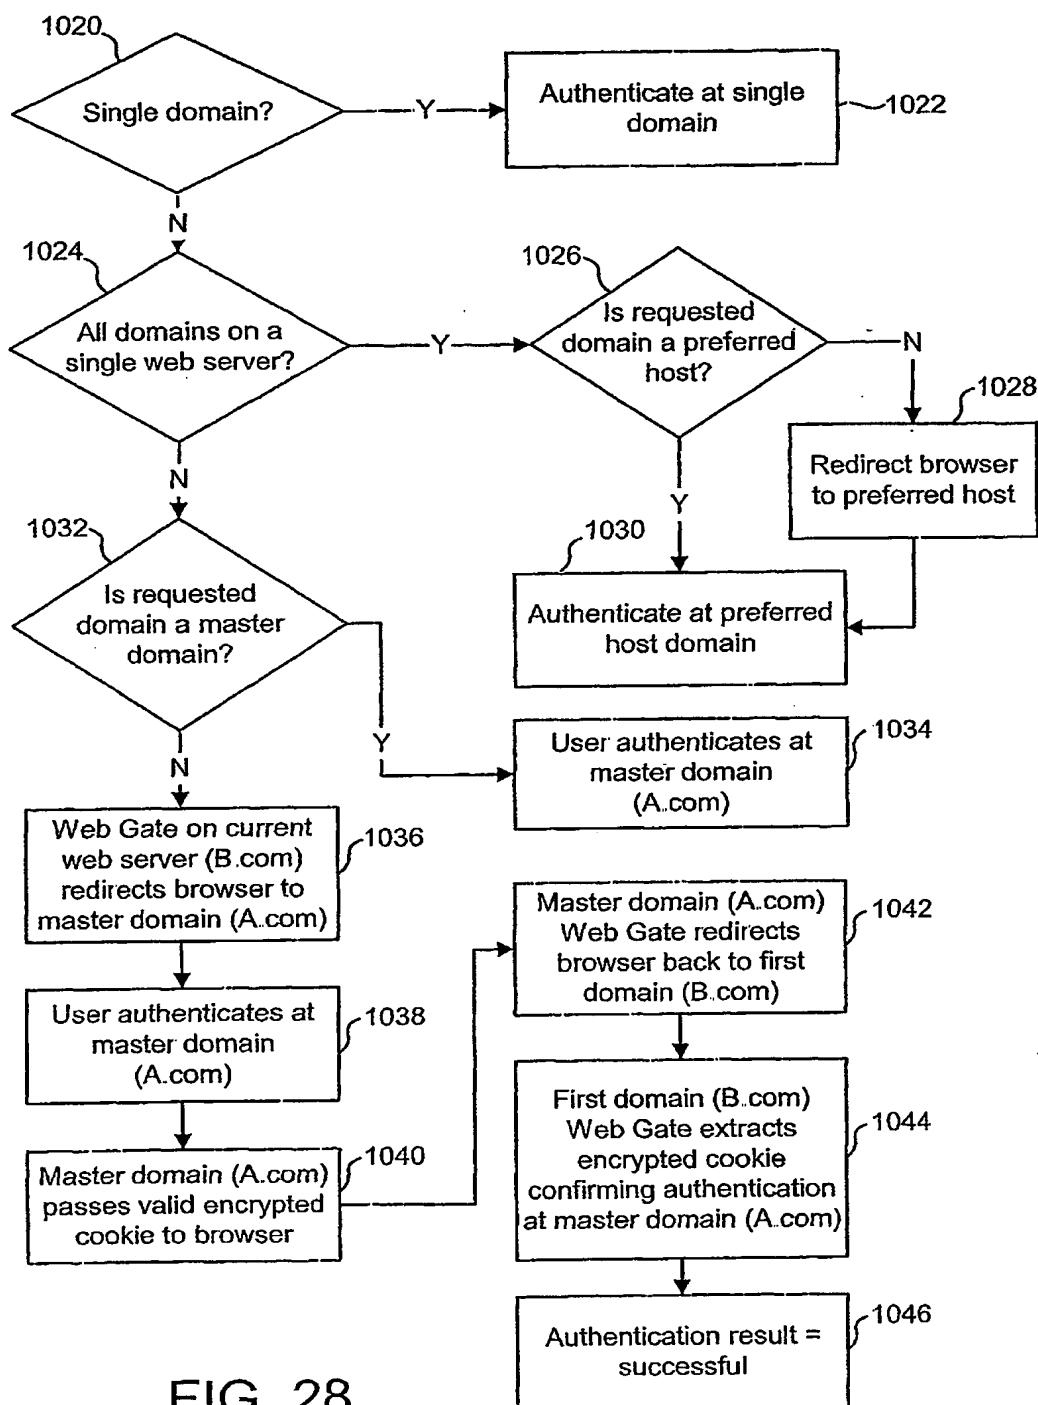 1020
Single domain?
Y
Authenticate at single
domain
1022
N
1024
All domains on a
single web server?
Y
1026
Is requested
domain a preferred
host?
N
1028
Redirect browser
to preferred host
N
Y
1030
Authenticate at preferred
host domain
1032
Is requested
domain a master
domain?
Y
User authenticates at
master domain
(A.com)
1034
N
Web Gate on current
web server (B.com)
redirects browser to
master domain (A.com)
1036
User authenticates at
master domain
(A.com)
1038
Master domain (A.com)
passes valid encrypted
cookie to browser
1040
Master domain (A.com)
Web Gate redirects
browser back to first
domain (B.com)
1042
First domain (B.com)
Web Gate extracts
encrypted cookie
confirming authentication
at master domain (A.com)
1044
Authentication result =
successful
1046
FIG. 28